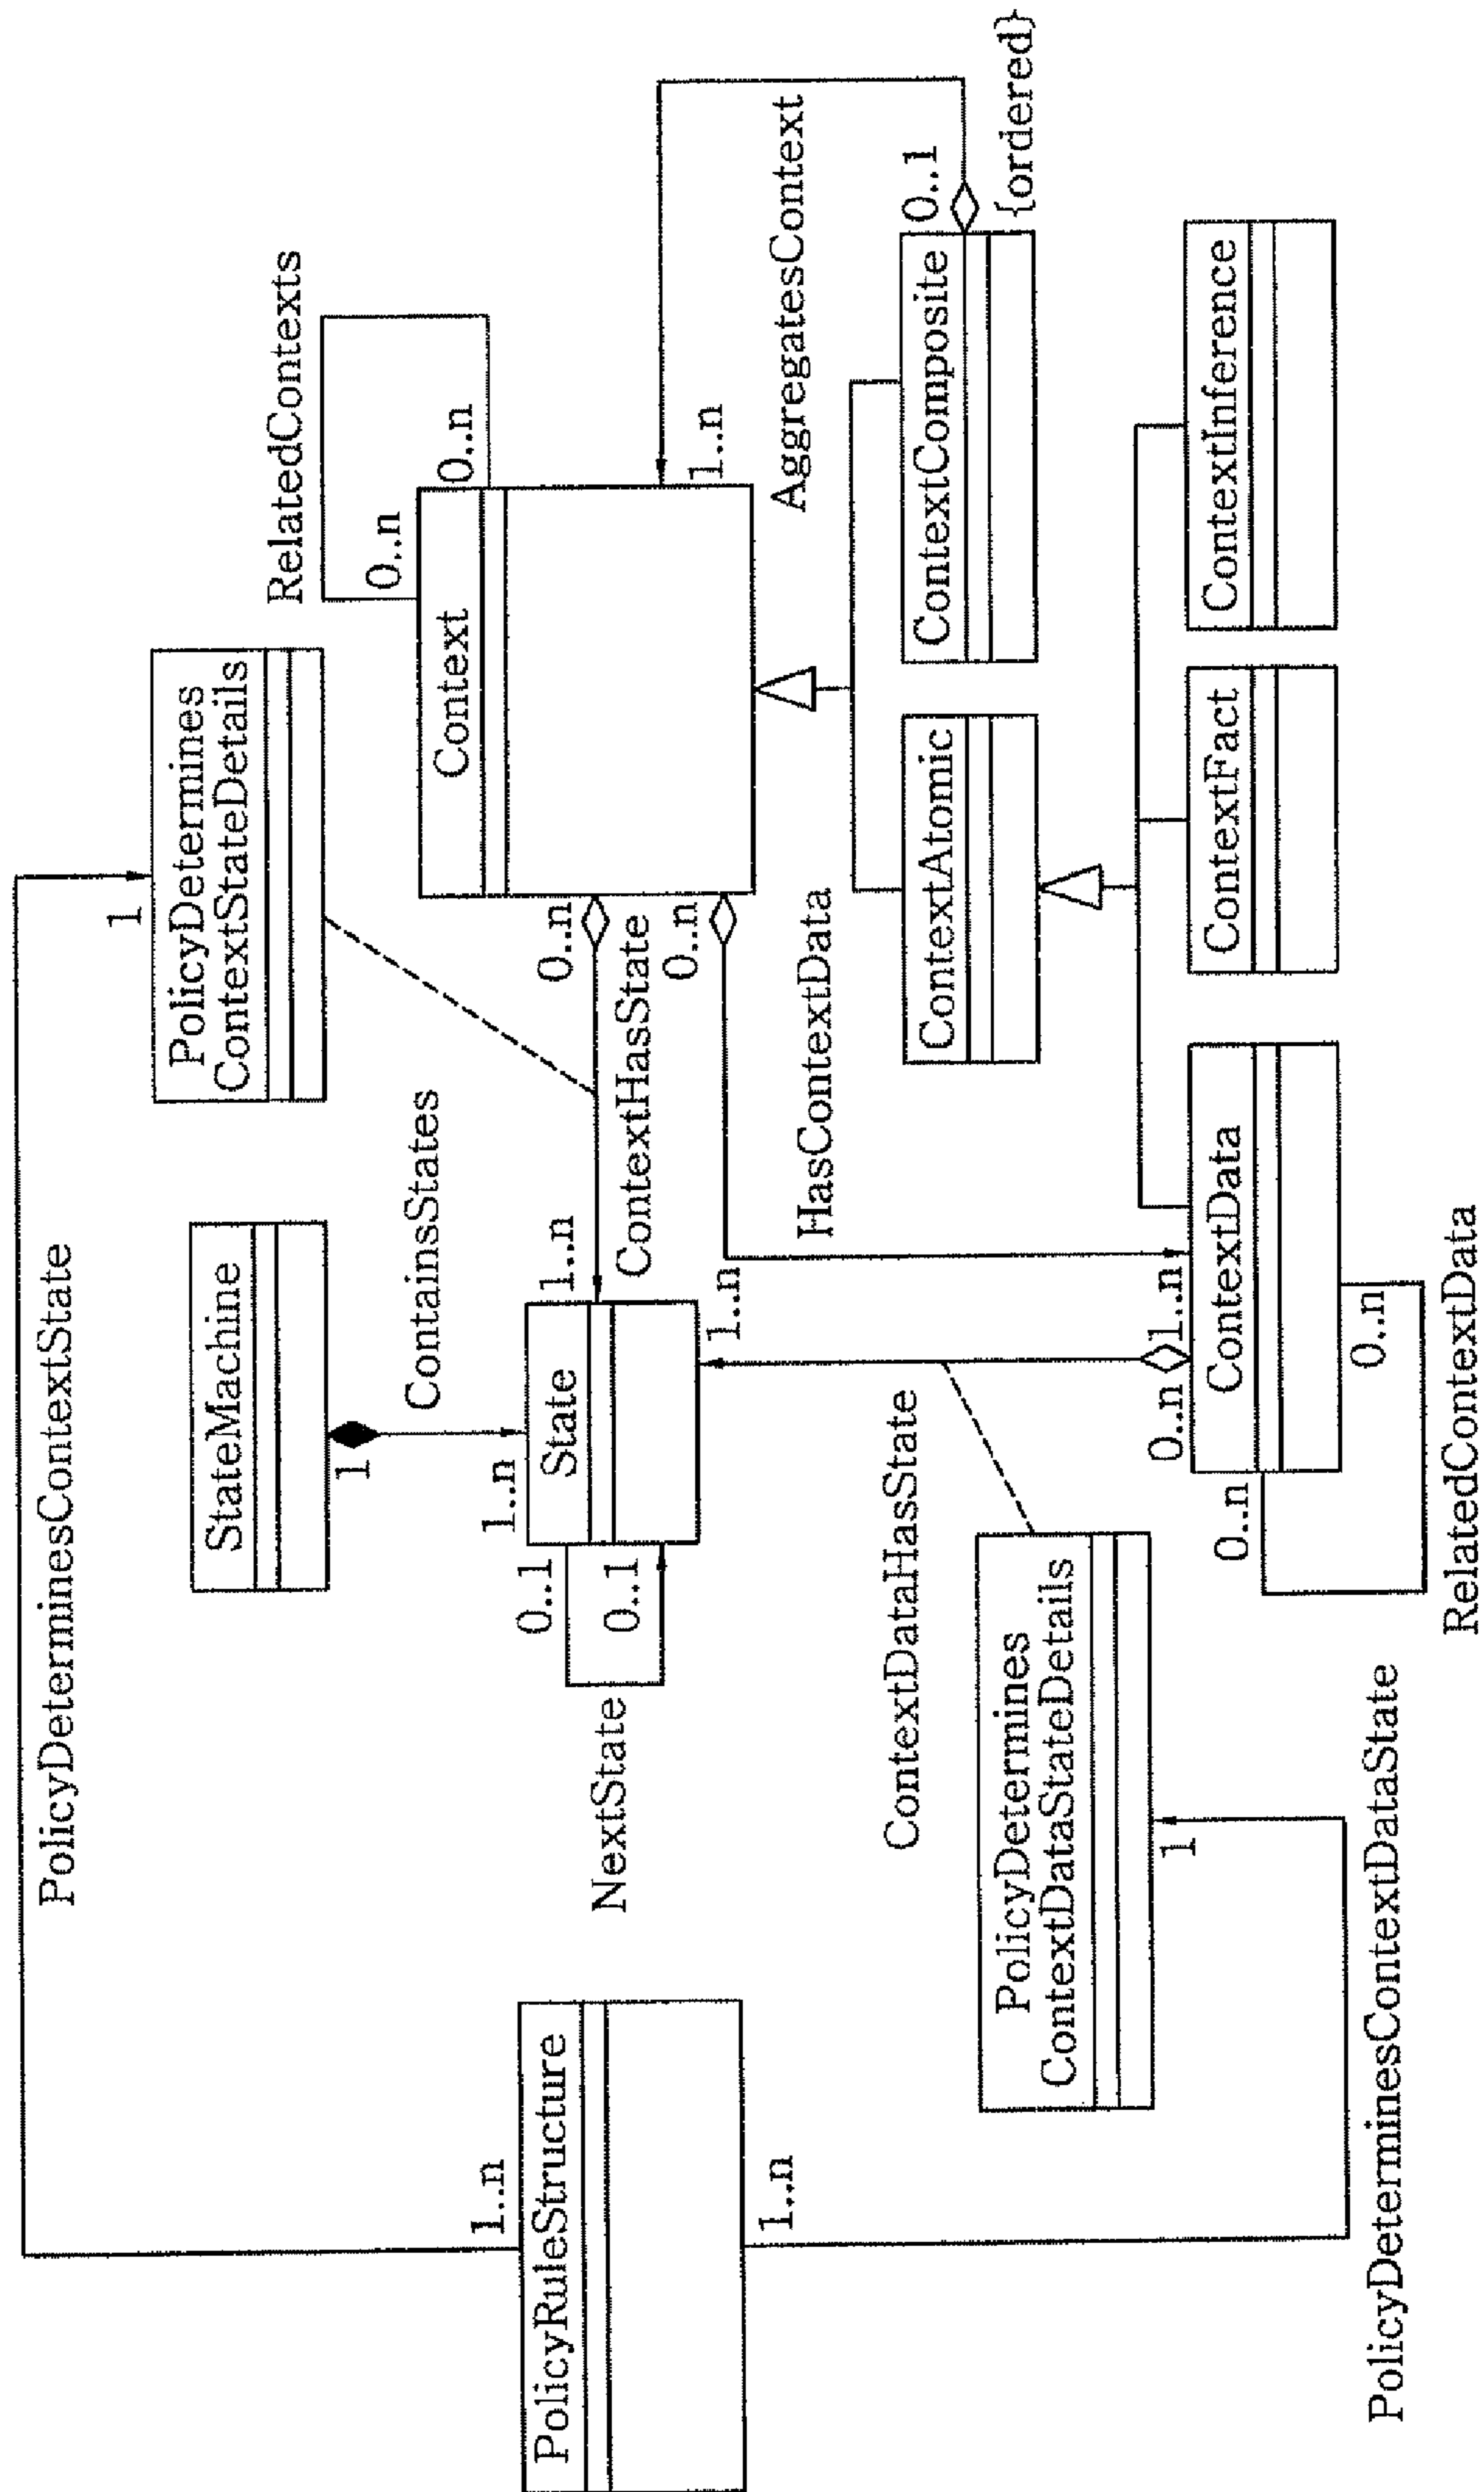 PolicyDeterminesContextState
1
PolicyDetermines
ContextStateDetails
RelatedContexts
0..n
0..n
StateMachine
1
ContainsStates
Context
1..n
PolicyRuleStructure
1..n
0..1
State
1..n
0..n
NextState
0..1
ContextHasState
1..n
0..n
1..n
1..n
AggregatesContext
HasContextData
ContextDataHasState
ContextAtomic
ContextComposite
0..1
{ordered}
PolicyDetermines
ContextDataStateDetails
1
0..n
1..n
ContextData
ContextFact
ContextInference
0..n
0..n
PolicyDeterminesContextDataState
RelatedContextData